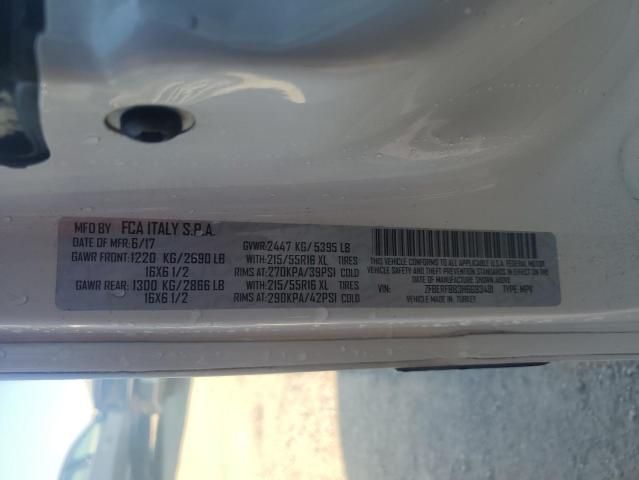 MFD BY FCA ITALY S.P.A.
DATE OF MFR: 6/17 GVWR: 2447 KG/ 5395 LB
GAWR FRONT: 1220 KG/2690 LB WITH: 215/55R16 XL TIRES
16X6 1/2 RIMS AT: 270KPA/39PSI COLD
GAWR REAR: 1300 KG/2866 LB WITH: 215/55R16 XL TIRES
16X6 1/2 RIMS AT: 290KPA/42PSI COLD
THIS VEHICLE CONFORMS TO ALL APPLICABLE U.S.A. FEDERAL MOTOR
VEHICLE SAFETY STANDARDS IN EFFECT ON THE DATE OF
MANUFACTURE SHOWN ABOVE
VIN: ZFBERFBB3H6G83481 TYPE: MPV
VEHICLE MADE IN: TURKEY